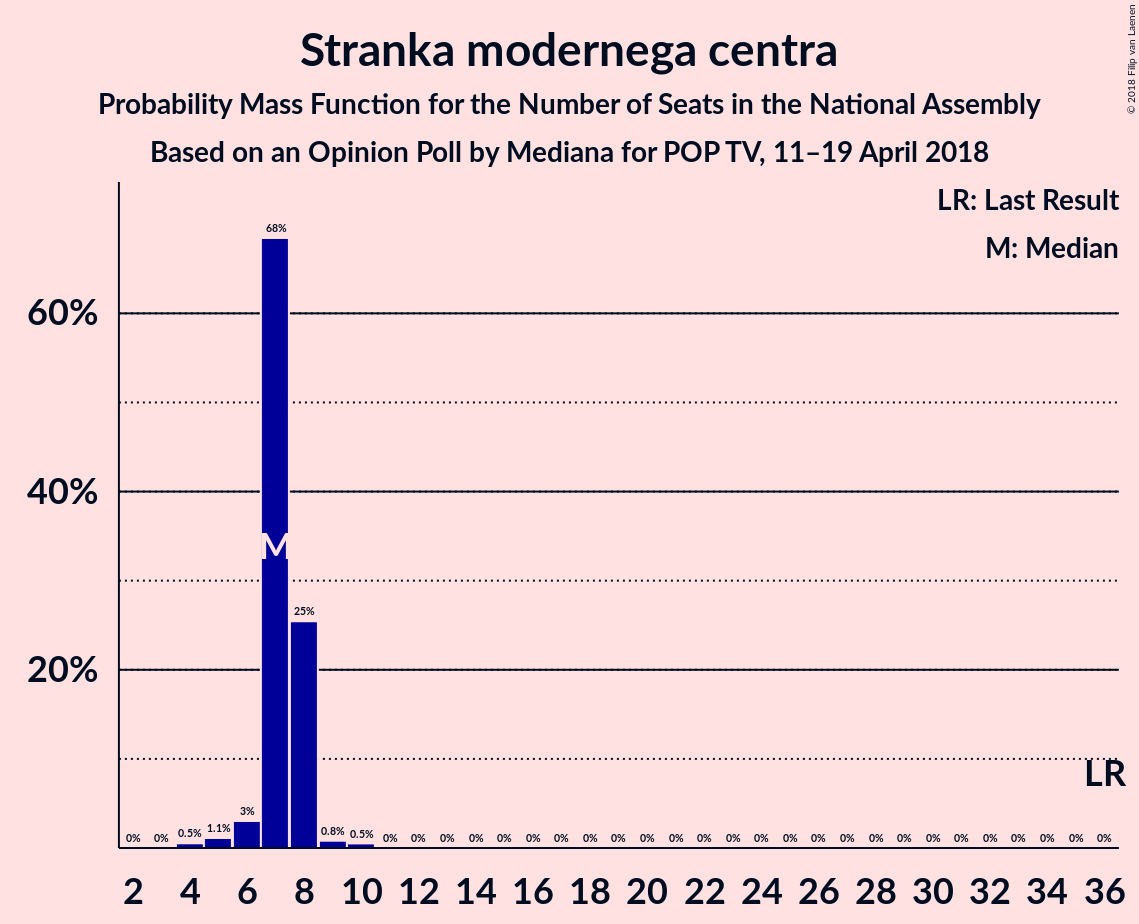 Stranka modernega centra
Probability Mass Function for the Number of Seats in the National Assembly
Based on an Opinion Poll by Mediana for POP TV, 11–19 April 2018
© 2018 Filip van Laenen
LR: Last Result
M: Median
60%
40%
20%
0% 0% 0.5% 1.1% 3% 68% 25% 0.8% 0.5% 0% 0% 0% 0% 0% 0% 0% 0% 0% 0% 0% 0% 0% 0% 0% 0% 0% 0% 0% 0% 0% 0% 0% 0% 0% 0%
M
LR
2 4 6 8 10 12 14 16 18 20 22 24 26 28 30 32 34 36